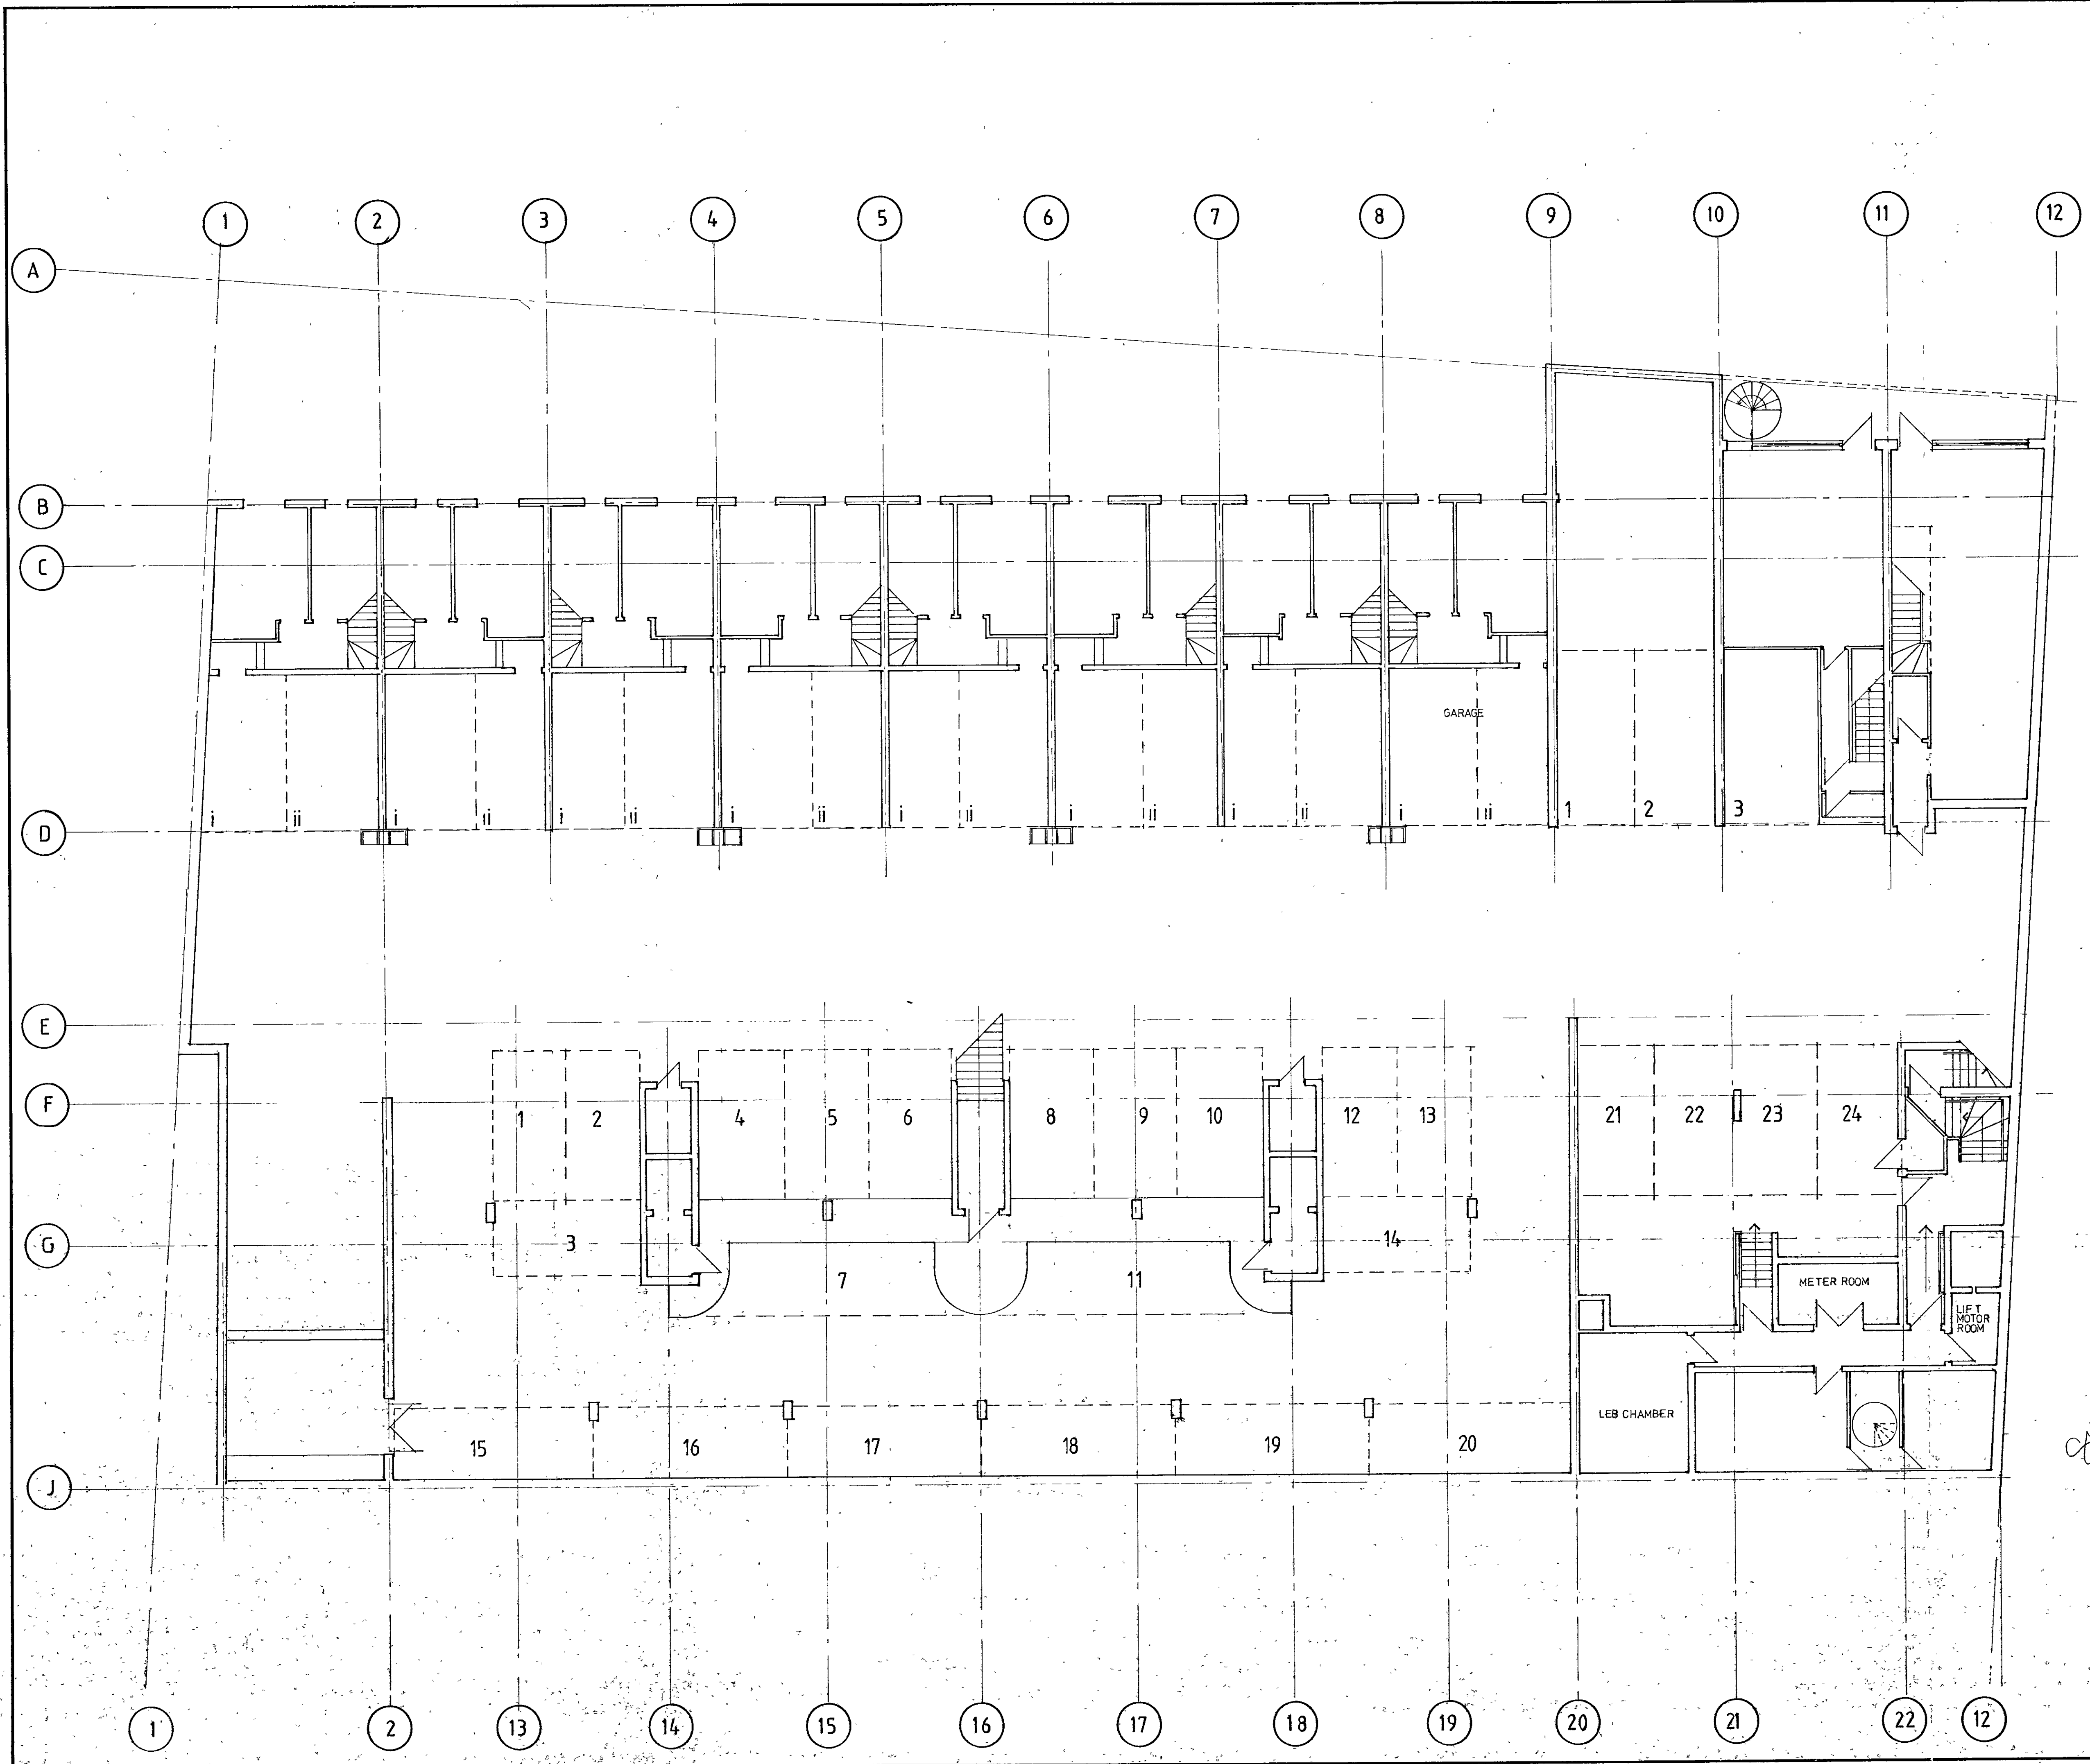 1 2 3 4 5 6 7 8 9 10 11 12
A
B
C
GARAGE
i ii i ii i ii i ii i ii i ii i ii i ii 1 2 3
D
E
F
1 2 4 5 6 8 9 10 12 13 21 22 23 24
G
3 14
7 11 METER ROOM
LIFT
MOTOR
ROOM
LEB CHAMBER
15 16 17 18 19 20
J
1 2 13 14 15 16 17 18 19 20 21 22 12